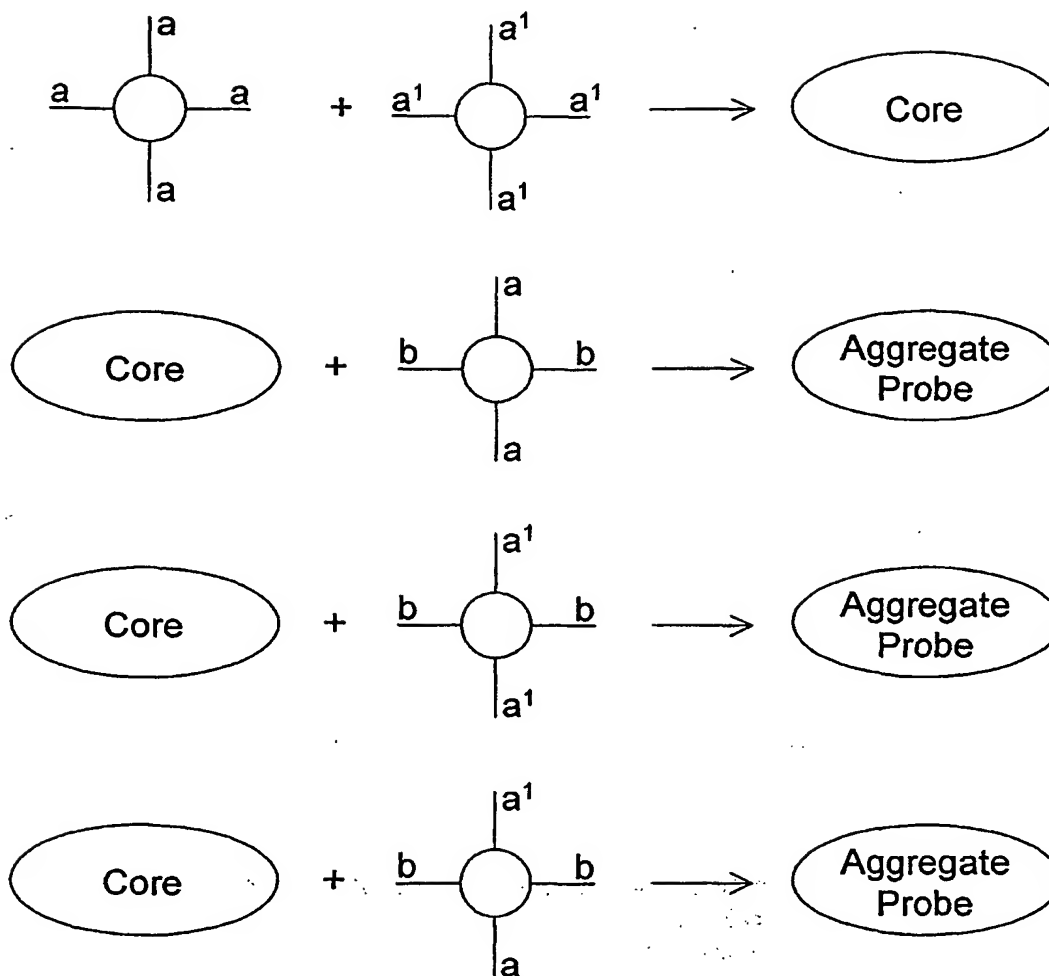 a
a a
a
+
a¹
a¹ a¹
a¹
Core
Core
+
a
b b
a
Aggregate
Probe
Core
+
a¹
b b
a¹
Aggregate
Probe
Core
+
a¹
b b
a
Aggregate
Probe